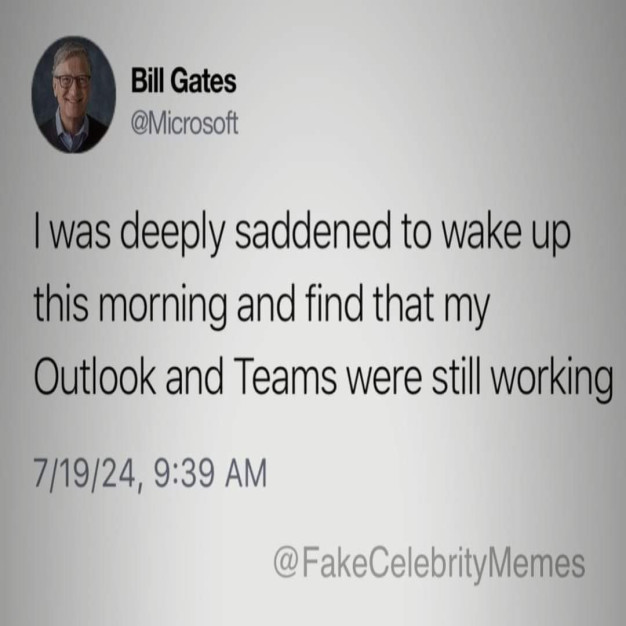 Bill Gates
@Microsoft
I was deeply saddened to wake up
this morning and find that my
Outlook and Teams were still working
7/19/24, 9:39 AM
@FakeCelebrityMemes